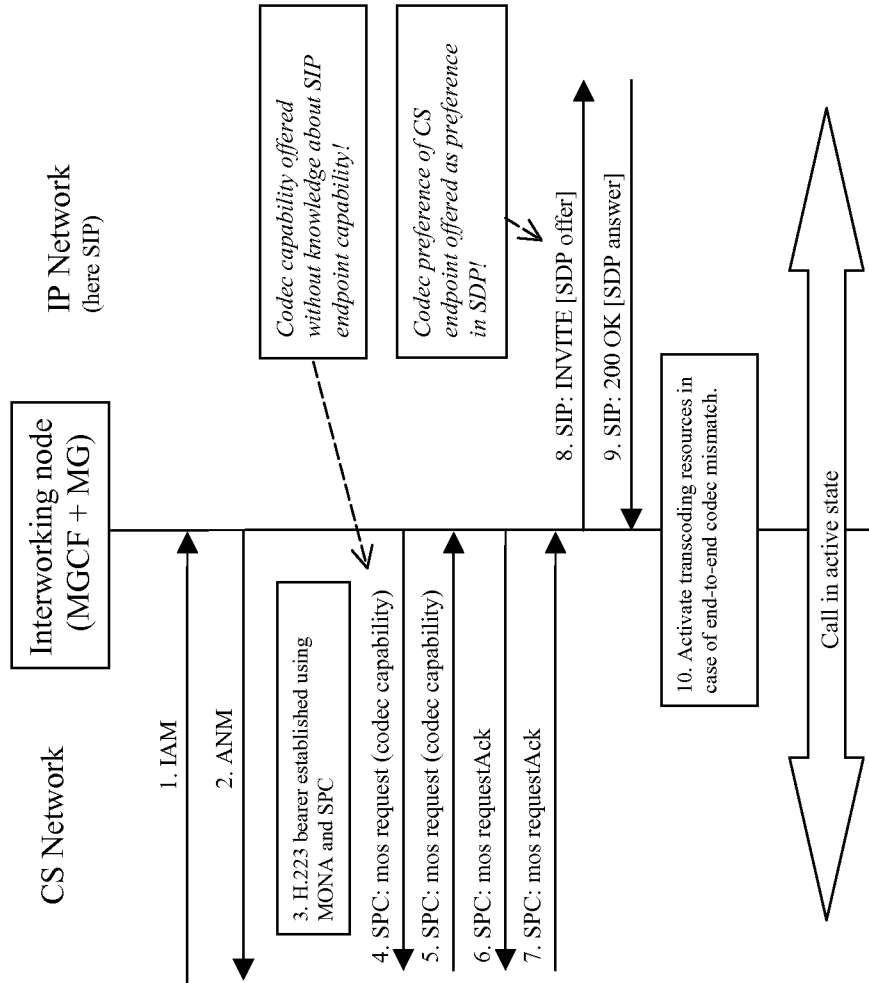 CS Network
Interworking node
(MGCF + MG)
IP Network
(here SIP)
1. IAM
2. ANM
3. H.223 bearer established using
MONA and SPC
Codec capability offered
without knowledge about SIP
endpoint capability!
4. SPC: mos request (codec capability)
5. SPC: mos request (codec capability)
6. SPC: mos requestAck
7. SPC: mos requestAck
Codec preference of CS
endpoint offered as preference
in SDP!
8. SIP: INVITE [SDP offer]
9. SIP: 200 OK [SDP answer]
10. Activate transcoding resources in
case of end-to-end codec mismatch.
Call in active state